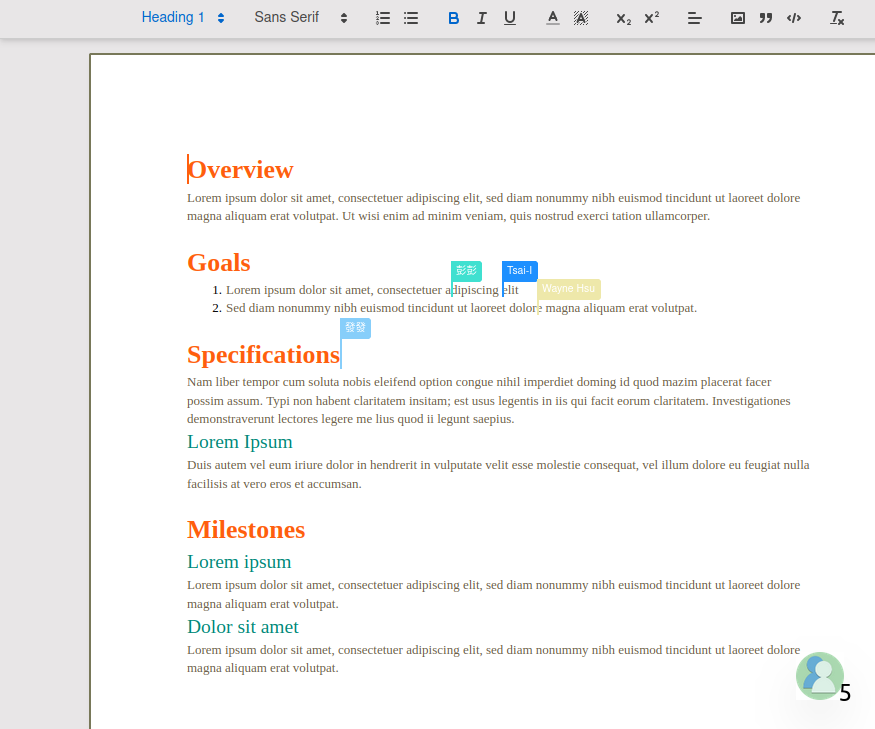 Heading 1 Sans Serif B I U A A X₂ X²
Overview
Lorem ipsum dolor sit amet, consectetuer adipiscing elit, sed diam nonummy nibh euismod tincidunt ut laoreet dolore
magna aliquam erat volutpat. Ut wisi enim ad minim veniam, quis nostrud exerci tation ullamcorper.
Goals
彭彭 Tsai-I
1. Lorem ipsum dolor sit amet, consectetuer adipiscing elit
Wayne Hsu
2. Sed diam nonummy nibh euismod tincidunt ut laoreet dolore magna aliquam erat volutpat.
發發
Specifications
Nam liber tempor cum soluta nobis eleifend option congue nihil imperdiet doming id quod mazim placerat facer
possim assum. Typi non habent claritatem insitam; est usus legentis in iis qui facit eorum claritatem. Investigationes
demonstraverunt lectores legere me lius quod ii legunt saepius.
Lorem Ipsum
Duis autem vel eum iriure dolor in hendrerit in vulputate velit esse molestie consequat, vel illum dolore eu feugiat nulla
facilisis at vero eros et accumsan.
Milestones
Lorem ipsum
Lorem ipsum dolor sit amet, consectetuer adipiscing elit, sed diam nonummy nibh euismod tincidunt ut laoreet dolore
magna aliquam erat volutpat.
Dolor sit amet
Lorem ipsum dolor sit amet, consectetuer adipiscing elit, sed diam nonummy nibh euismod tincidunt ut laoreet dolore
magna aliquam erat volutpat.
5